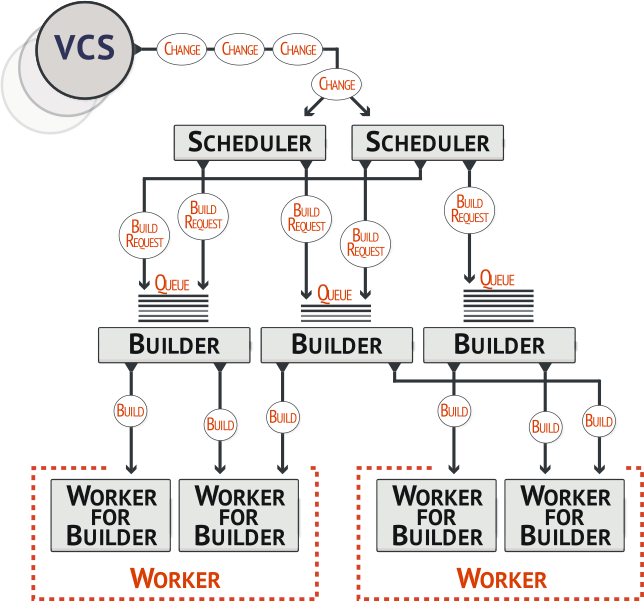 VCS
CHANGE CHANGE CHANGE
CHANGE
SCHEDULER SCHEDULER
BUILD
REQUEST
BUILD
REQUEST
BUILD
REQUEST
BUILD
REQUEST
BUILD
REQUEST
QUEUE QUEUE QUEUE
BUILDER BUILDER BUILDER
BUILD BUILD BUILD BUILD BUILD BUILD
WORKER
FOR
BUILDER
WORKER
FOR
BUILDER
WORKER
FOR
BUILDER
WORKER
FOR
BUILDER
WORKER WORKER